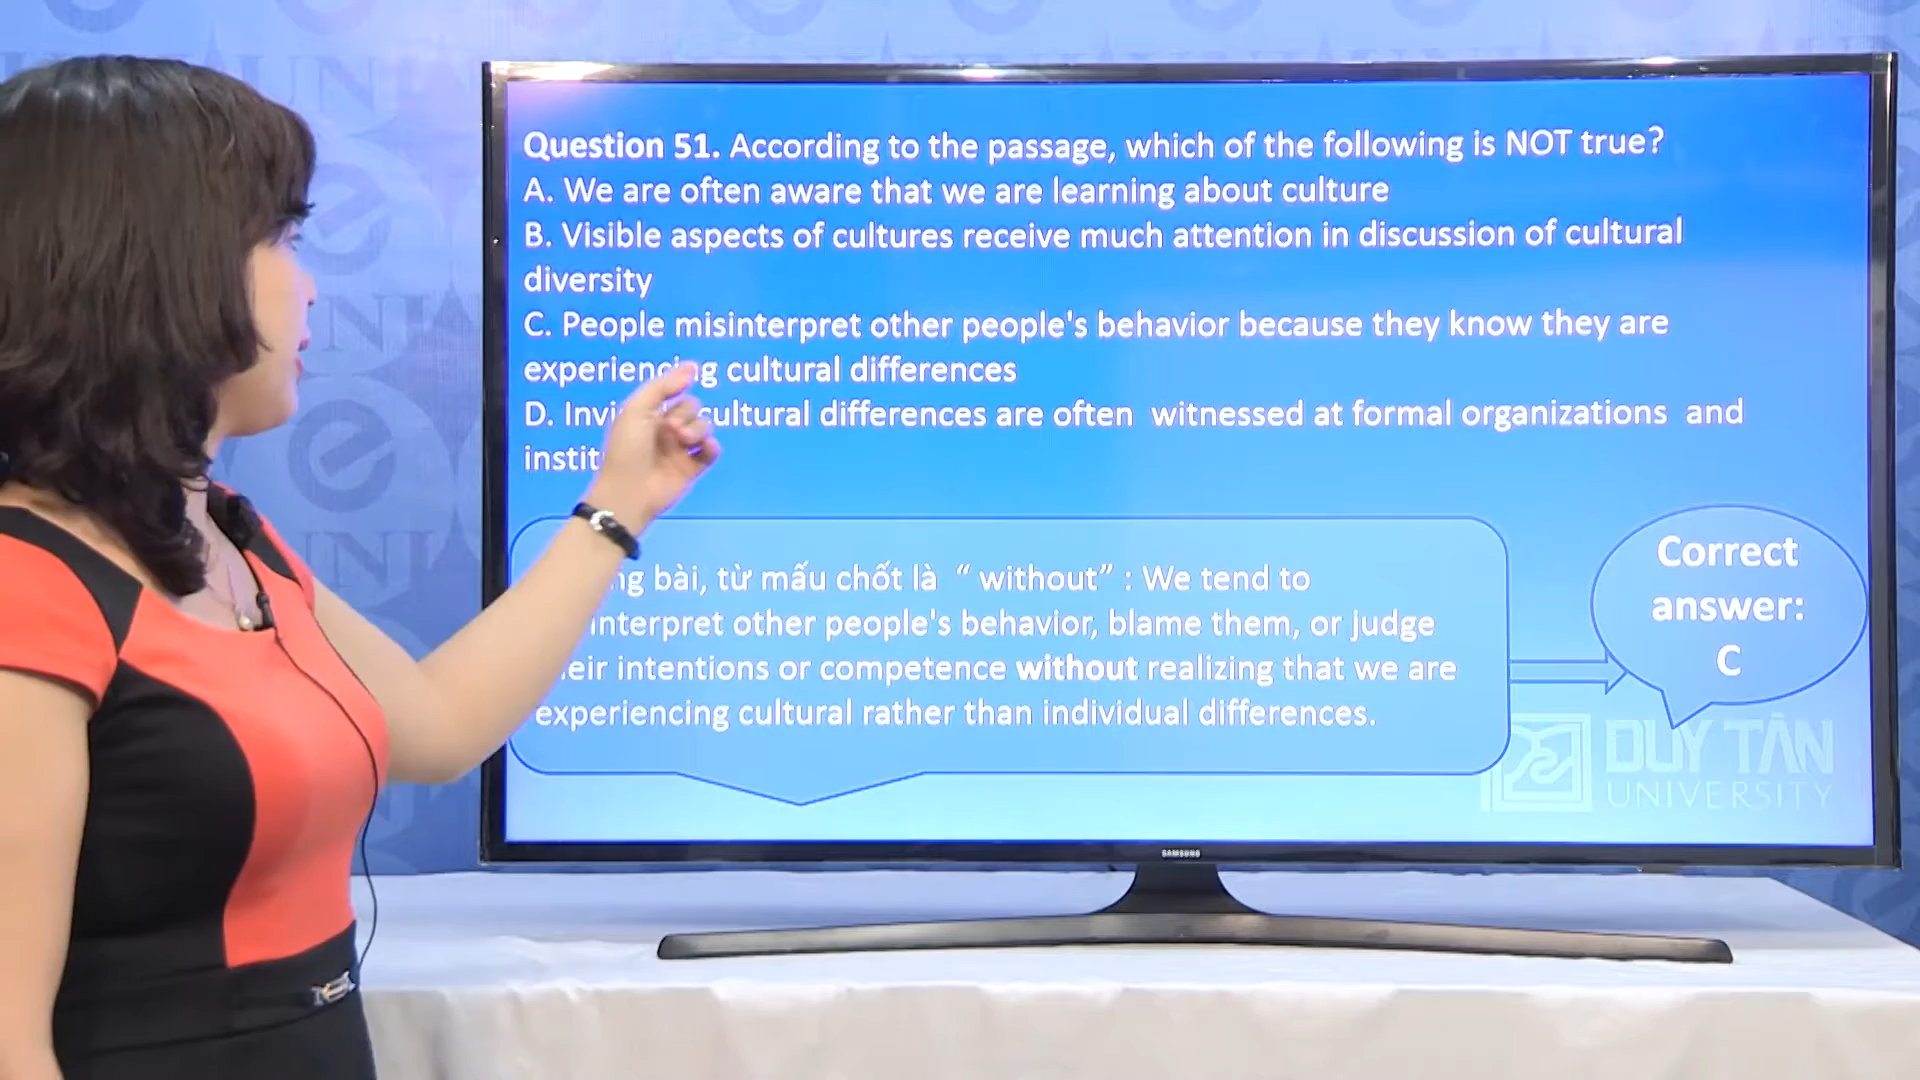 Question 51. According to the passage, which of the following is NOT true?
A. We are often aware that we are learning about culture
B. Visible aspects of cultures receive much attention in discussion of cultural
diversity
C. People misinterpret other people's behavior because they know they are
experiencing cultural differences
D. cultural differences are often witnessed at formal organizations and
bài, từ mấu chốt là “ without” : We tend to
other people's behavior, blame them, or judge
intentions or competence without realizing that we are
experiencing cultural rather than individual differences.
Correct
answer:
C
DUY TÂN
UNIVERSITY
SAMSUNG